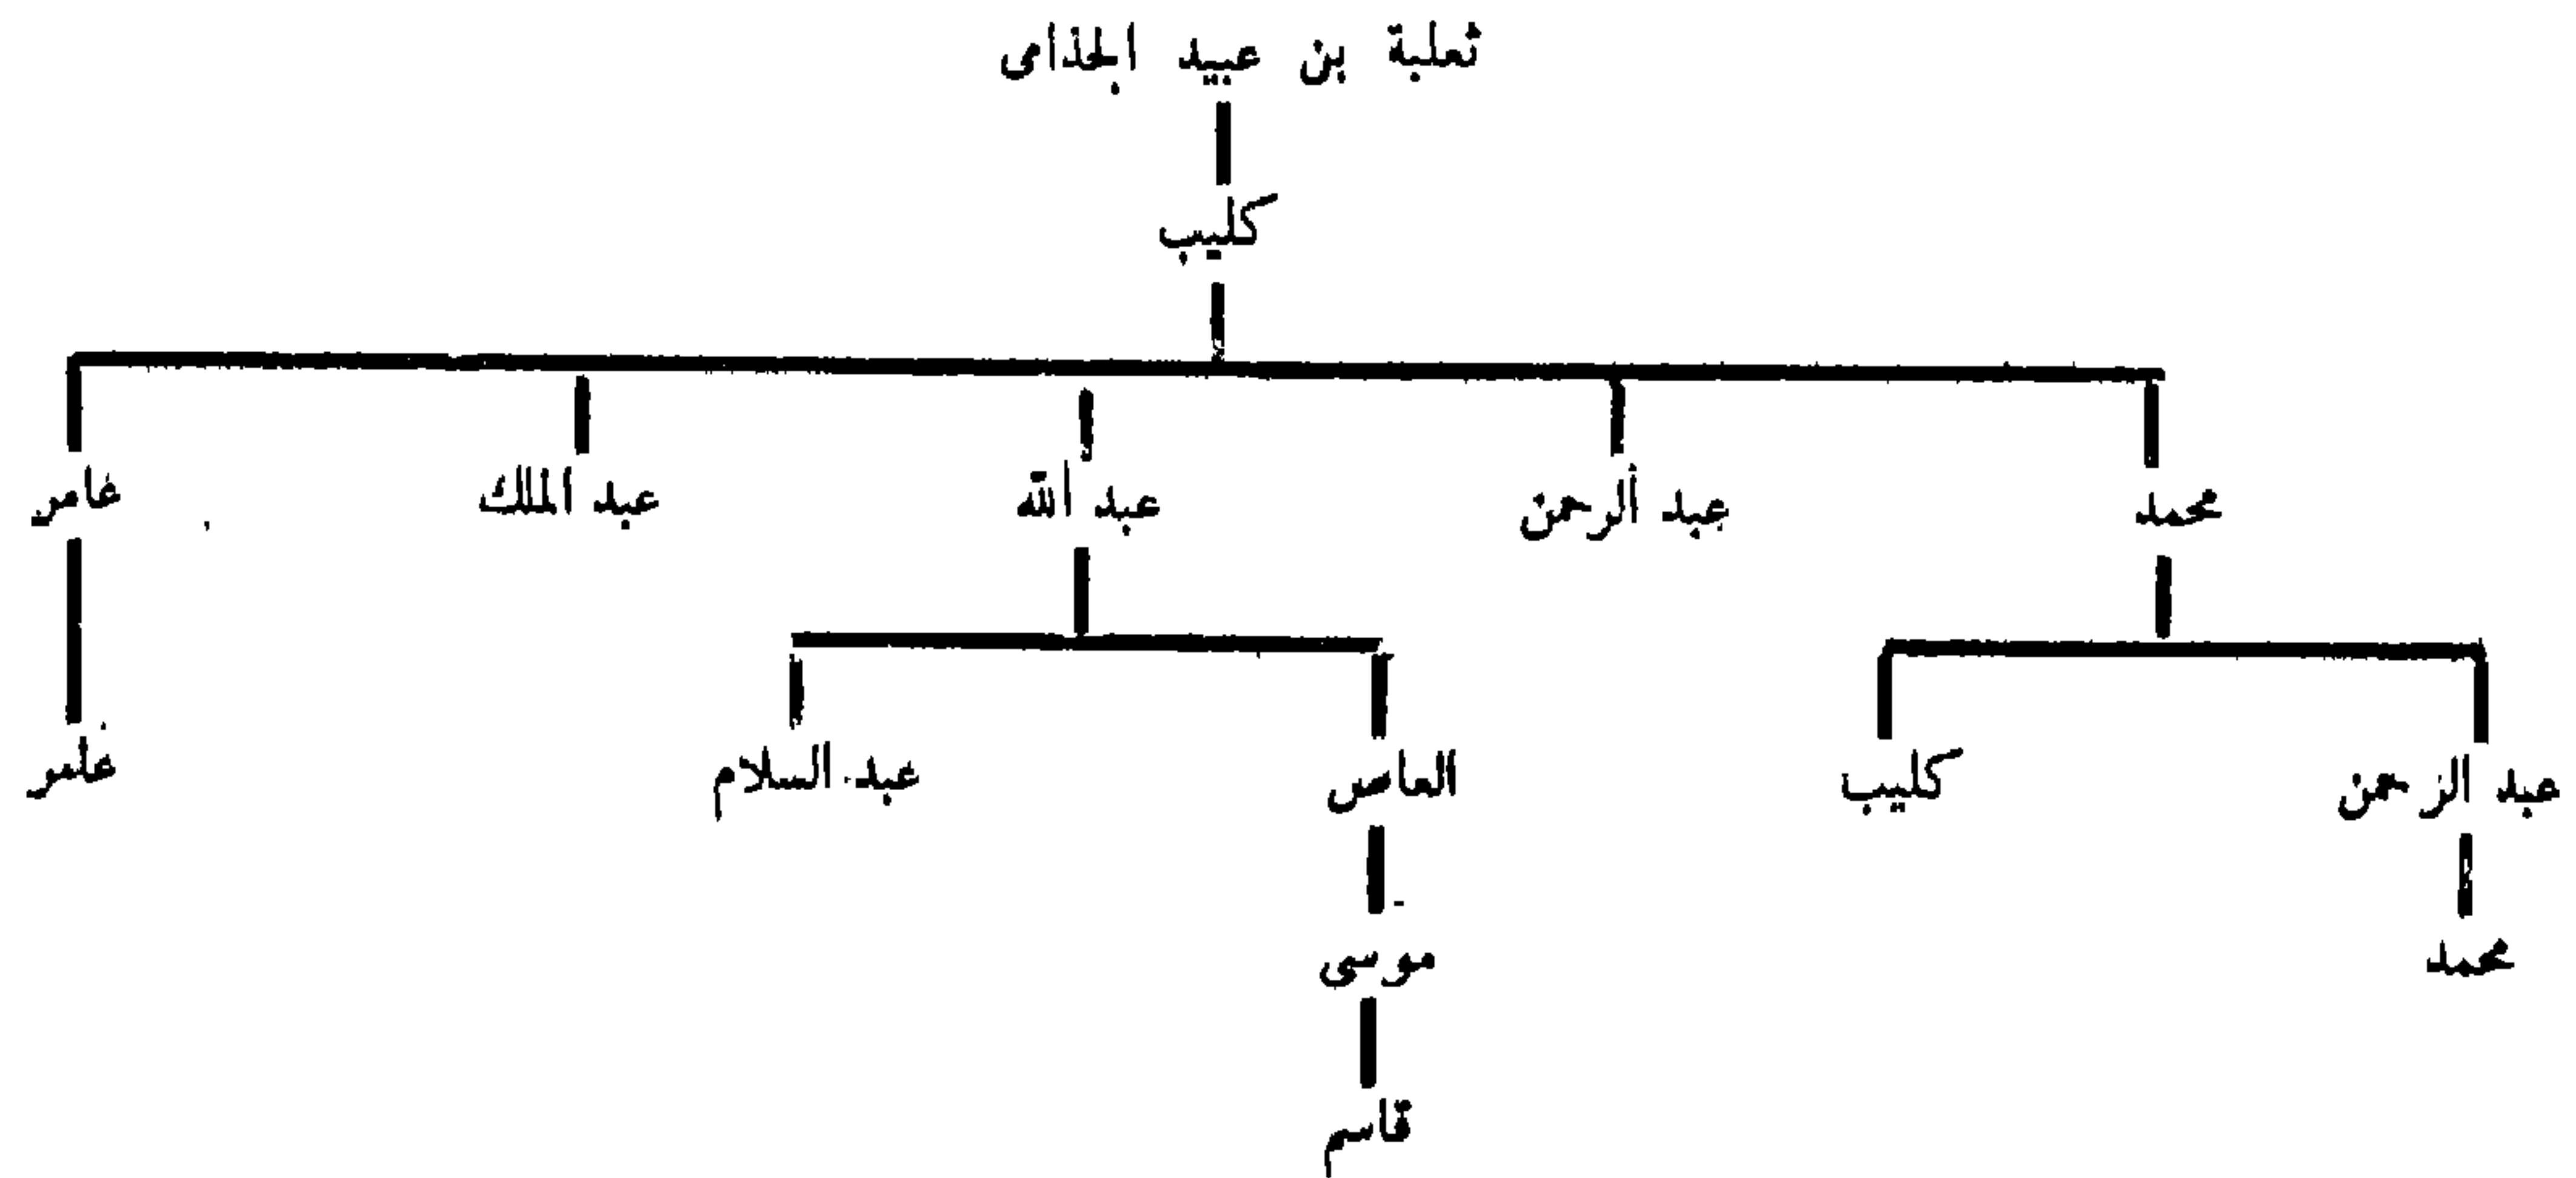 ثعلبة بن عبيد الجذامى
كليب
محمد عبد الرحمن عبد الله عبد الملك عامر
عبد الرحمن كليب العاص عبد السلام عامر
محمد موسى
قاسم